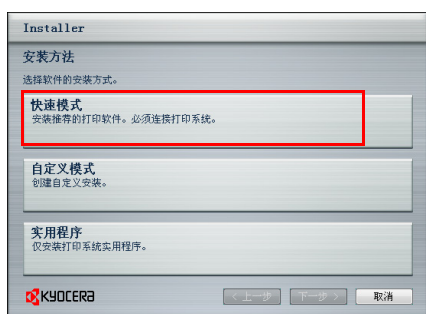 Installer
安装方法
选择软件的安装方式。
快速模式
安装推荐的打印软件。必须连接打印系统。
自定义模式
创建自定义安装。
实用程序
仅安装打印系统实用程序。
KYOCERA
< 上一步
下一步 >
取消